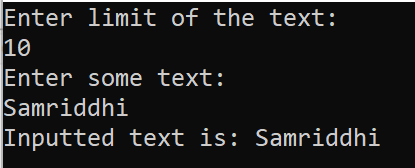 Enter limit of the text:
10
Enter some text:
Samriddhi
Inputted text is: Samriddhi